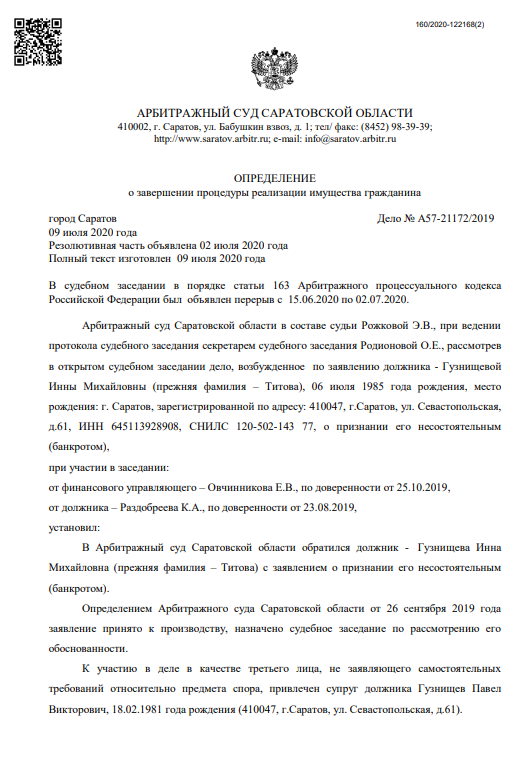 160/2020-122168(2)
АРБИТРАЖНЫЙ СУД САРАТОВСКОЙ ОБЛАСТИ
410002, г. Саратов, ул. Бабушкин взвоз, д. 1; тел/ факс: (8452) 98-39-39;
http://www.saratov.arbitr.ru; e-mail: info@saratov.arbitr.ru
ОПРЕДЕЛЕНИЕ
о завершении процедуры реализации имущества гражданина
город Саратов Дело № А57-21172/2019
09 июля 2020 года
Резолютивная часть объявлена 02 июля 2020 года
Полный текст изготовлен 09 июля 2020 года
В судебном заседании в порядке статьи 163 Арбитражного процессуального кодекса
Российской Федерации был объявлен перерыв с 15.06.2020 по 02.07.2020.
Арбитражный суд Саратовской области в составе судьи Рожковой Э.В., при ведении
протокола судебного заседания секретарем судебного заседания Родионовой О.Е., рассмотрев
в открытом судебном заседании дело, возбужденное по заявлению должника - Гузнищевой
Инны Михайловны (прежняя фамилия – Титова), 06 июля 1985 года рождения, место
рождения: г. Саратов, зарегистрированной по адресу: 410047, г.Саратов, ул. Севастопольская,
д.61, ИНН 645113928908, СНИЛС 120-502-143 77, о признании его несостоятельным
(банкротом),
при участии в заседании:
от финансового управляющего – Овчинникова Е.В., по доверенности от 25.10.2019,
от должника – Раздобреева К.А., по доверенности от 23.08.2019,
установил:
В Арбитражный суд Саратовской области обратился должник - Гузнищева Инна
Михайловна (прежняя фамилия – Титова) с заявлением о признании его несостоятельным
(банкротом).
Определением Арбитражного суда Саратовской области от 26 сентября 2019 года
заявление принято к производству, назначено судебное заседание по рассмотрению его
обоснованности.
К участию в деле в качестве третьего лица, не заявляющего самостоятельных
требований относительно предмета спора, привлечен супруг должника Гузнищев Павел
Викторович, 18.02.1981 года рождения (410047, г.Саратов, ул. Севастопольская, д.61).